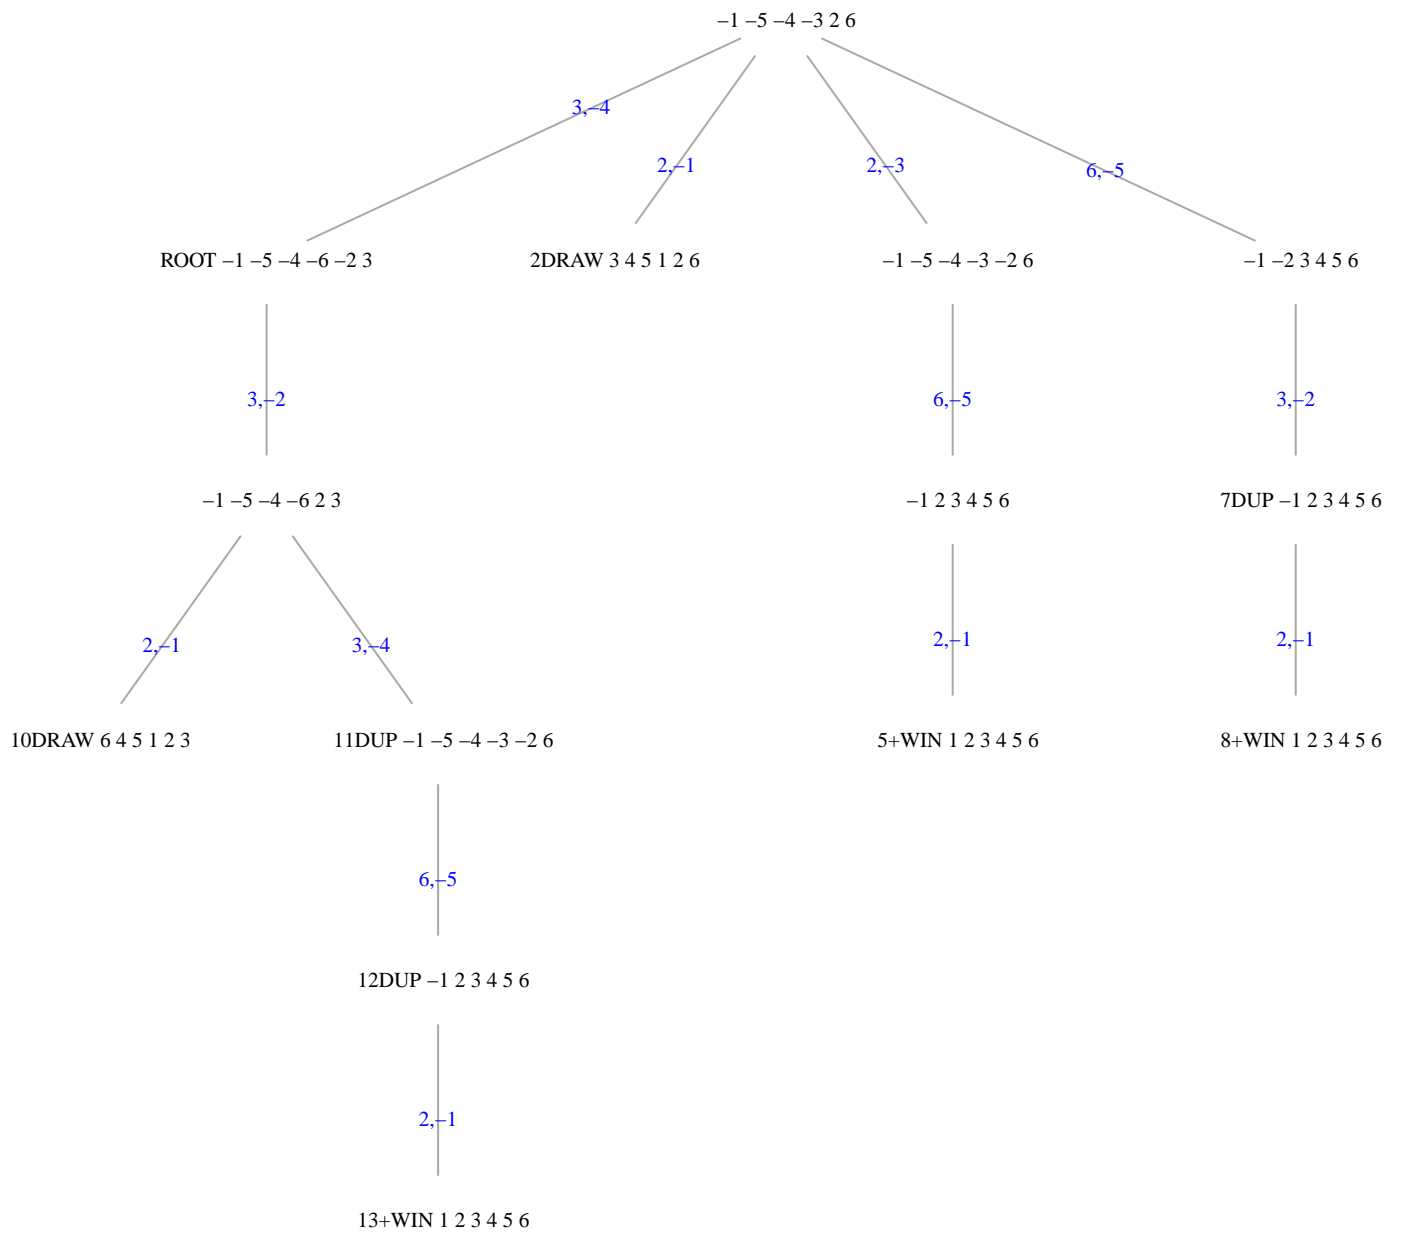 –1 –5 –4 –3 2 6
3,–4
2,–1
2,–3
6,–5
ROOT –1 –5 –4 –6 –2 3
2DRAW 3 4 5 1 2 6
–1 –5 –4 –3 –2 6
–1 –2 3 4 5 6
3,–2
6,–5
3,–2
–1 –5 –4 –6 2 3
–1 2 3 4 5 6
7DUP –1 2 3 4 5 6
2,–1
3,–4
2,–1
2,–1
10DRAW 6 4 5 1 2 3
11DUP –1 –5 –4 –3 –2 6
5+WIN 1 2 3 4 5 6
8+WIN 1 2 3 4 5 6
6,–5
12DUP –1 2 3 4 5 6
2,–1
13+WIN 1 2 3 4 5 6